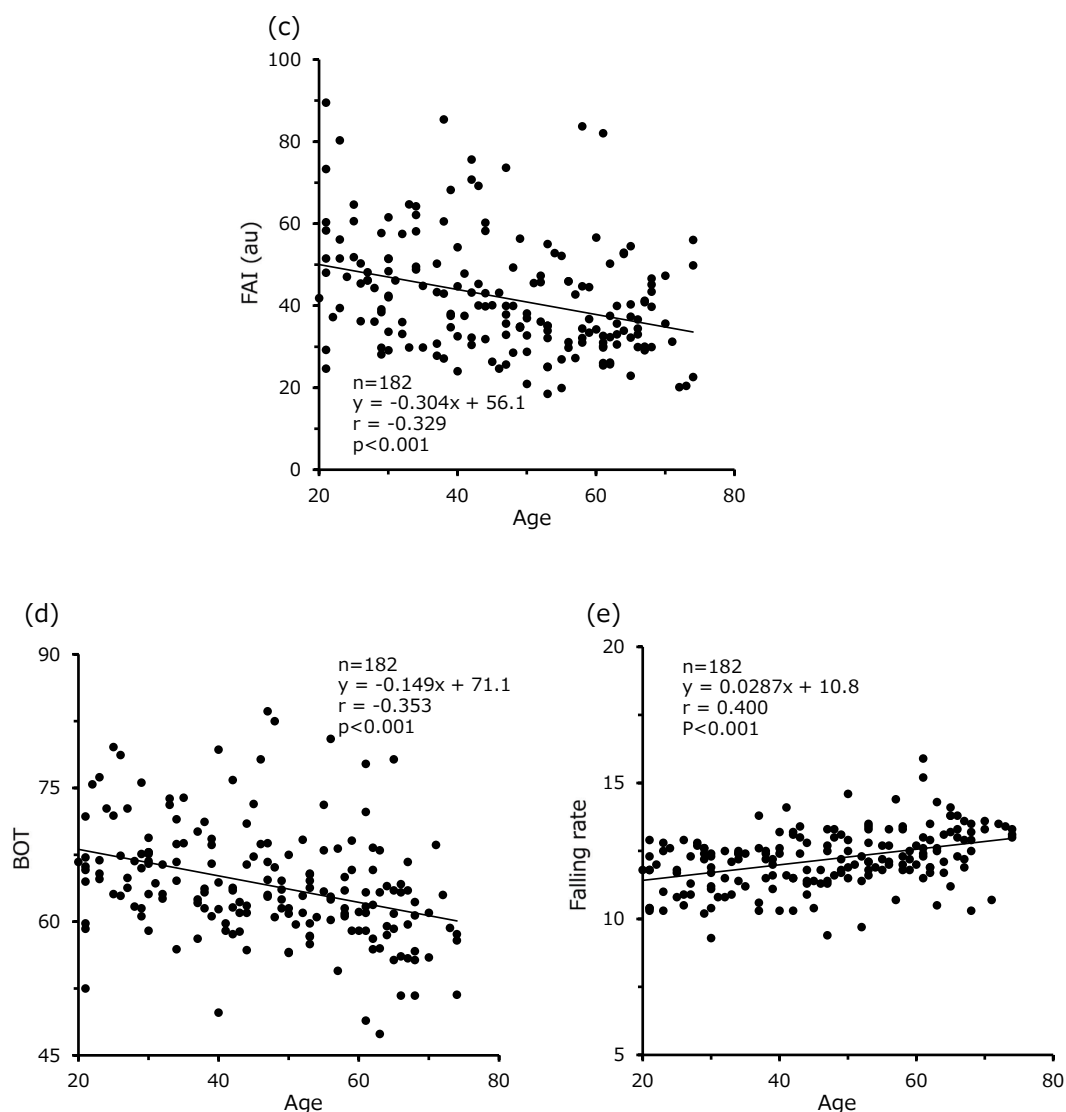 (c)
100
80
60
40
20
0
FAI (au)
n=182
y = -0.304x + 56.1
r = -0.329
p<0.001
20 40 60 80
Age
(d)
90
75
60
45
BOT
n=182
y = -0.149x + 71.1
r = -0.353
p<0.001
20 40 60 80
Age
(e)
20
15
10
5
Falling rate
n=182
y = 0.0287x + 10.8
r = 0.400
P<0.001
20 40 60 80
Age